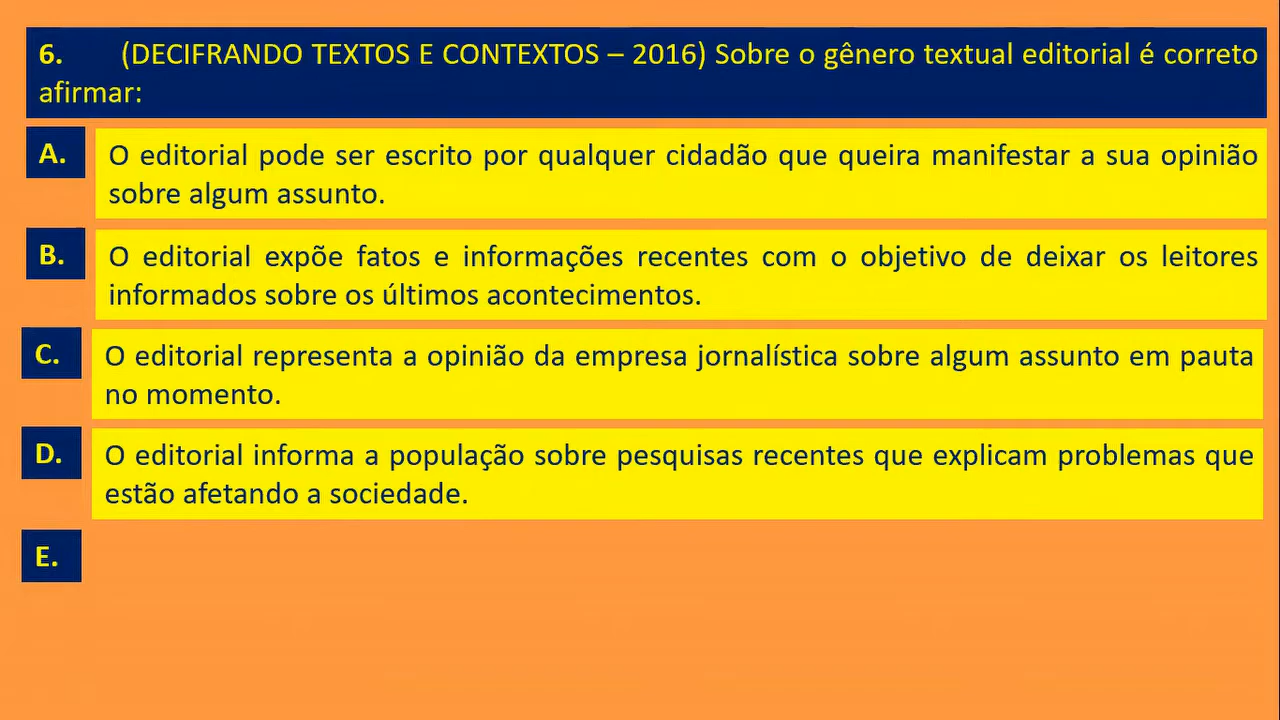 6. (DECIFRANDO TEXTOS E CONTEXTOS – 2016) Sobre o gênero textual editorial é correto
afirmar:
A. O editorial pode ser escrito por qualquer cidadão que queira manifestar a sua opinião
sobre algum assunto.
B. O editorial expõe fatos e informações recentes com o objetivo de deixar os leitores
informados sobre os últimos acontecimentos.
C. O editorial representa a opinião da empresa jornalística sobre algum assunto em pauta
no momento.
D. O editorial informa a população sobre pesquisas recentes que explicam problemas que
estão afetando a sociedade.
E.